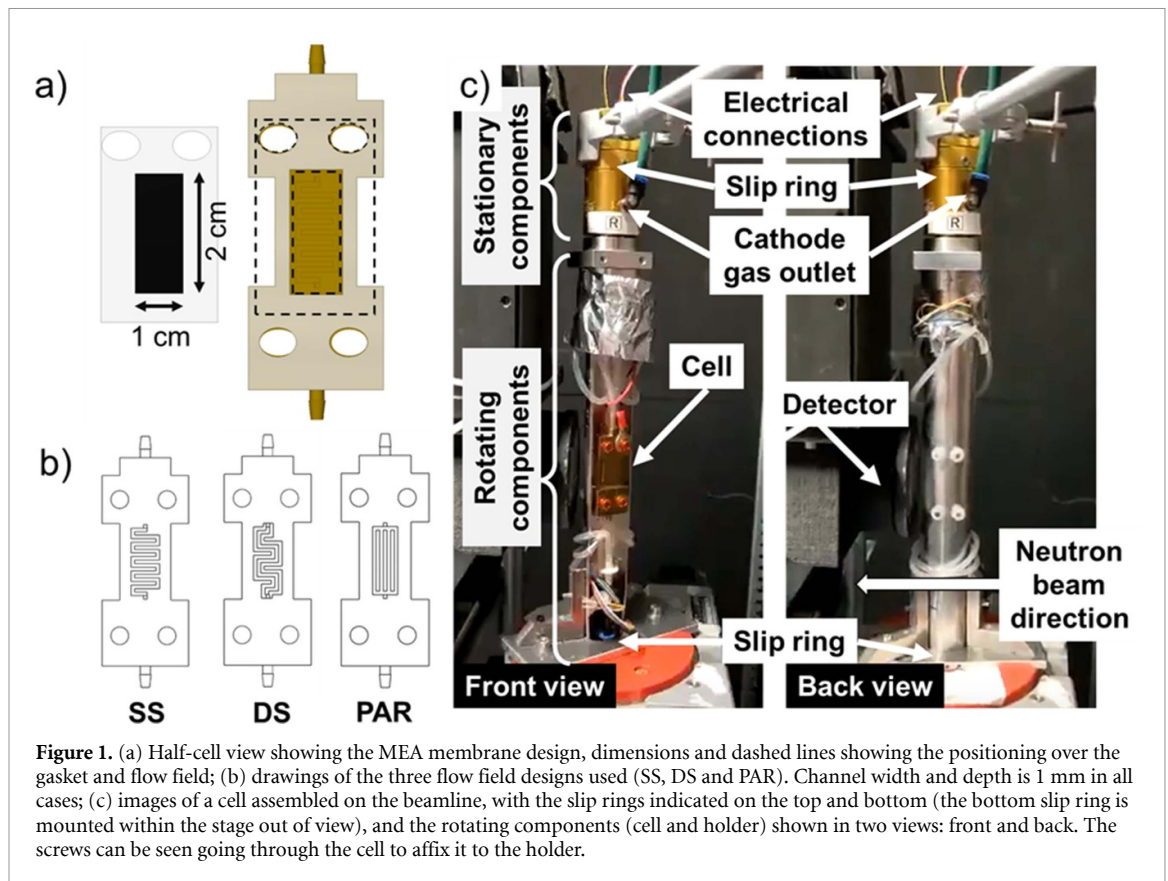 a)
2 cm
1 cm
b)
SS
DS
PAR
c)
Stationary
components
Rotating
components
Electrical
connections
Slip ring
R
R
Cathode
gas outlet
Cell
Detector
Neutron
beam
direction
Slip ring
Front view
Back view
Figure 1. (a) Half-cell view showing the MEA membrane design, dimensions and dashed lines showing the positioning over the
gasket and flow field; (b) drawings of the three flow field designs used (SS, DS and PAR). Channel width and depth is 1 mm in all
cases; (c) images of a cell assembled on the beamline, with the slip rings indicated on the top and bottom (the bottom slip ring is
mounted within the stage out of view), and the rotating components (cell and holder) shown in two views: front and back. The
screws can be seen going through the cell to affix it to the holder.